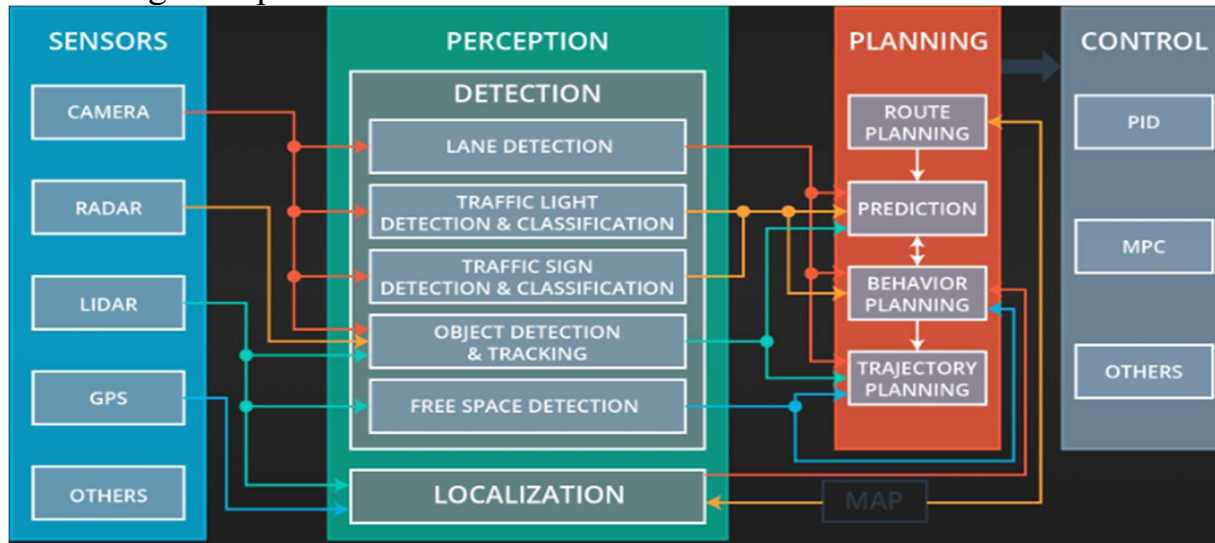 SENSORS
CAMERA
RADAR
LIDAR
GPS
OTHERS
PERCEPTION
DETECTION
LANE DETECTION
TRAFFIC LIGHT
DETECTION & CLASSIFICATION
TRAFFIC SIGN
DETECTION & CLASSIFICATION
OBJECT DETECTION
& TRACKING
FREE SPACE DETECTION
LOCALIZATION
PLANNING
ROUTE
PLANNING
PREDICTION
BEHAVIOR
PLANNING
TRAJECTORY
PLANNING
MAP
CONTROL
PID
MPC
OTHERS